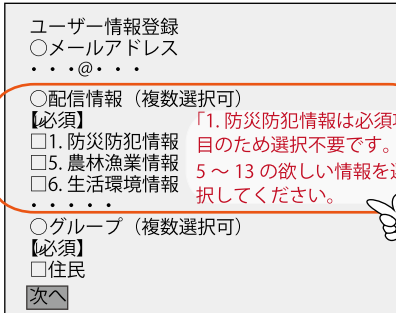 ユーザー情報登録
○メールアドレス
・・・@・・・
○配信情報（複数選択可）
【必須】
□1. 防災防犯情報
□5. 農林漁業情報
□6. 生活環境情報
・・・・・
「1. 防災防犯情報は必須項
目のため選択不要です。
5 ～ 13 の欲しい情報を選
択してください。
○グループ（複数選択可）
【必須】
□住民
次へ